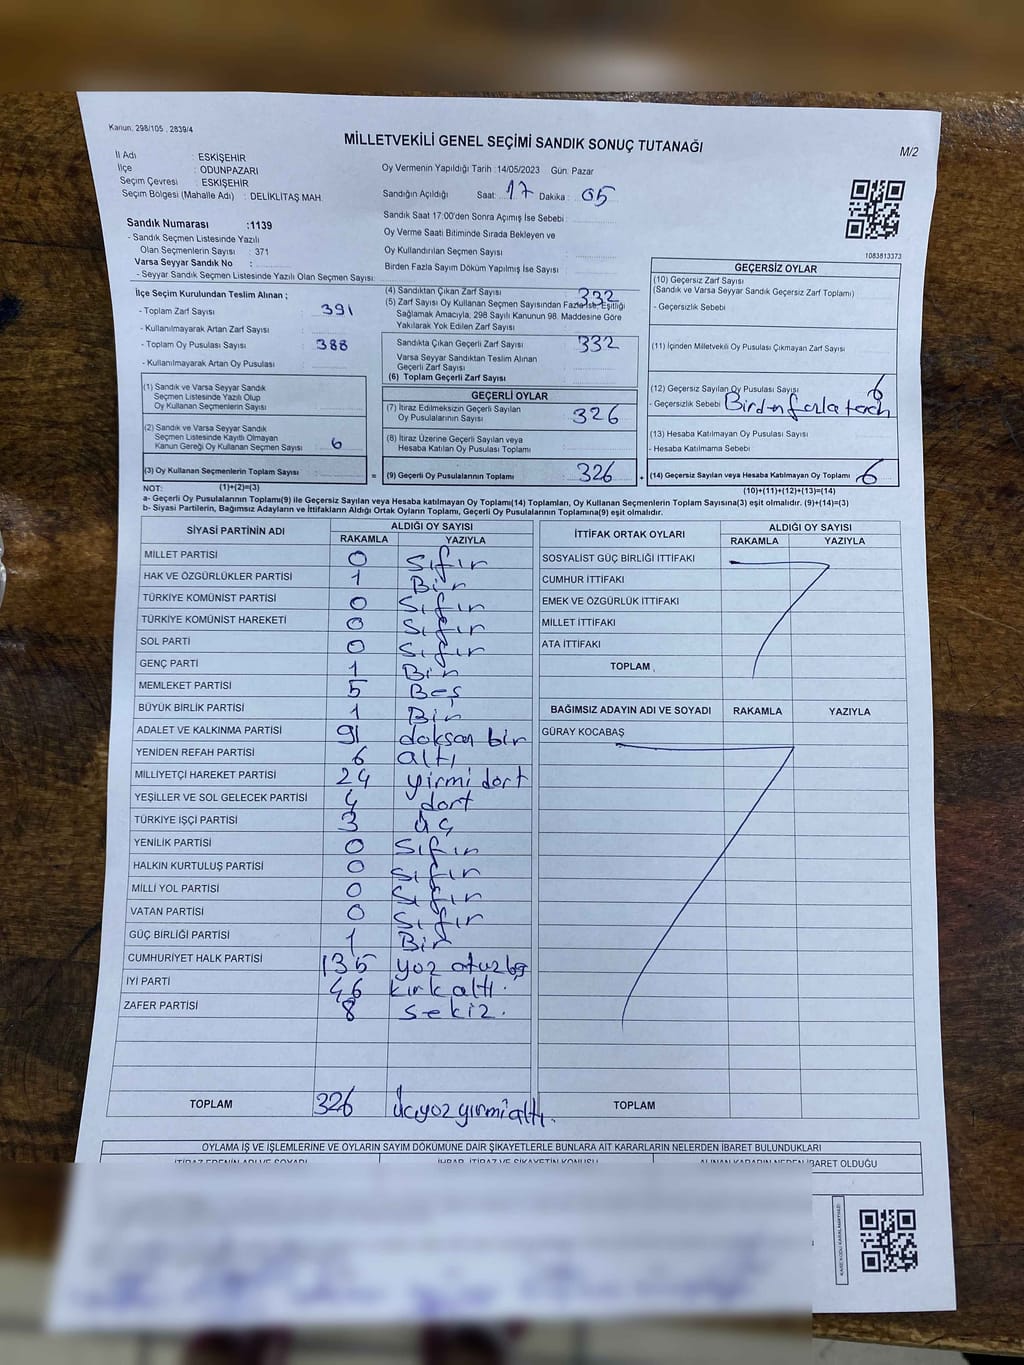 Kanun. 298/105 , 2839/4
MİLLETVEKİLİ GENEL SEÇİMİ SANDIK SONUÇ TUTANAĞI
M/2
İl Adı : ESKİŞEHİR
İlçe : ODUNPAZARI
Seçim Çevresi : ESKİŞEHİR
Seçim Bölgesi (Mahalle Adı) : DELİKLİTAŞ MAH.
Oy Vermenin Yapıldığı Tarih :14/05/2023 Gün: Pazar
Sandığın Açıldığı Saat: 17 Dakika : 05
Sandık Saat 17:00'den Sonra Açımış İse Sebebi :
Oy Verme Saati Bitiminde Sırada Bekleyen ve
Oy Kullandırılan Seçmen Sayısı
Birden Fazla Sayım Döküm Yapılmış İse Sayısı
Sandık Numarası :1139
- Sandık Seçmen Listesinde Yazılı
Olan Seçmenlerin Sayısı : 371
Varsa Seyyar Sandık No :
- Seyyar Sandık Seçmen Listesinde Yazılı Olan Seçmen Sayısı:
1083813373
İlçe Seçim Kurulundan Teslim Alınan ;
- Toplam Zarf Sayısı 391
- Kullanılmayarak Artan Zarf Sayısı
- Toplam Oy Pusulası Sayısı 388
- Kullanılmayarak Artan Oy Pusulası
(1) Sandık ve Varsa Seyyar Sandık
Seçmen Listesinde Yazılı Olup
Oy Kullanan Seçmenlerin Sayısı
(2) Sandık ve Varsa Seyyar Sandık
Seçmen Listesinde Kayıtlı Olmayan
Kanun Gereği Oy Kullanan Seçmen Sayısı 6
(3) Oy Kullanan Seçmenlerin Toplam Sayısı =
(4) Sandıktan Çıkan Zarf Sayısı 332
(5) Zarf Sayısı Oy Kullanan Seçmen Sayısından Fazla İse, Eşitliği
Sağlamak Amacıyla, 298 Sayılı Kanunun 98. Maddesine Göre
Yakılarak Yok Edilen Zarf Sayısı
Sandıkta Çıkan Geçerli Zarf Sayısı 332
Varsa Seyyar Sandıktan Teslim Alınan
Geçerli Zarf Sayısı
(6) Toplam Geçerli Zarf Sayısı
GEÇERLİ OYLAR
(7) İtiraz Edilmeksizin Geçerli Sayılan
Oy Pusulalarının Sayısı 326
(8) İtiraz Üzerine Geçerli Sayılan veya
Hesaba Katılan Oy Pusulası Toplamı
(9) Geçerli Oy Pusulalarının Toplamı 326 +
GEÇERSİZ OYLAR
(10) Geçersiz Zarf Sayısı
(Sandık ve Varsa Seyyar Sandık Geçersiz Zarf Toplamı)
- Geçersizlik Sebebi
(11) İçinden Milletvekili Oy Pusulası Çıkmayan Zarf Sayısı
(12) Geçersiz Sayılan Oy Pusulası Sayısı 6
- Geçersizlik Sebebi Birden fazla tercih
(13) Hesaba Katılmayan Oy Pusulası Sayısı
- Hesaba Katılmama Sebebi
(14) Geçersiz Sayılan veya Hesaba Katılmayan Oy Toplamı 6
NOT: (1)+(2)=(3)
(10)+(11)+(12)+(13)=(14)
a- Geçerli Oy Pusulalarının Toplamı(9) ile Geçersiz Sayılan veya Hesaba katılmayan Oy Toplamı(14) Toplamları, Oy Kullanan Seçmenlerin Toplam Sayısına(3) eşit olmalıdır. (9)+(14)=(3)
b- Siyasi Partilerin, Bağımsız Adayların ve İttifakların Aldığı Ortak Oyların Toplamı, Geçerli Oy Pusulalarının Toplamına(9) eşit olmalıdır.
SİYASİ PARTİNİN ADI ALDIĞI OY SAYISI
RAKAMLA YAZIYLA
MİLLET PARTİSİ 0 Sıfır
HAK VE ÖZGÜRLÜKLER PARTİSİ 1 Bir
TÜRKİYE KOMÜNİST PARTİSİ 0 Sıfır
TÜRKİYE KOMÜNİST HAREKETİ 0 Sıfır
SOL PARTİ 0 Sıfır
GENÇ PARTİ 1 Bir
MEMLEKET PARTİSİ 5 Beş
BÜYÜK BİRLİK PARTİSİ 1 Bir
ADALET VE KALKINMA PARTİSİ 91 doksan bir
YENİDEN REFAH PARTİSİ 6 altı
MİLLİYETÇİ HAREKET PARTİSİ 24 yirmi dort
YEŞİLLER VE SOL GELECEK PARTİSİ 4 dort
TÜRKİYE İŞÇİ PARTİSİ 3 üç
YENİLİK PARTİSİ 0 Sıfır
HALKIN KURTULUŞ PARTİSİ 0 Sıfır
MİLLİ YOL PARTİSİ 0 Sıfır
VATAN PARTİSİ 0 Sıfır
GÜÇ BİRLİĞİ PARTİSİ 1 Bir
CUMHURİYET HALK PARTİSİ 135 yoz otuzbş
İYİ PARTİ 46 kırk altı.
ZAFER PARTİSİ 8 sekiz.
TOPLAM 326 üçyoz yırmi altı.
İTTİFAK ORTAK OYLARI ALDIĞI OY SAYISI
RAKAMLA YAZIYLA
SOSYALİST GÜÇ BİRLİĞİ İTTİFAKI
CUMHUR İTTİFAKI
EMEK VE ÖZGÜRLÜK İTTİFAKI
MİLLET İTTİFAKI
ATA İTTİFAKI
TOPLAM
BAĞIMSIZ ADAYIN ADI VE SOYADI RAKAMLA YAZIYLA
GÜRAY KOCABAŞ
TOPLAM
OYLAMA İŞ VE İŞLEMLERİNE VE OYLARIN SAYIM DÖKÜMÜNE DAİR ŞİKAYETLERLE BUNLARA AİT KARARLARIN NELERDEN İBARET BULUNDUKLARI
İTİRAZ EDENİN ADI VE SOYADI İHBAR, İTİRAZ VE ŞİKAYETİN KONUSU ALINAN KARARIN NEDEN İBARET OLDUĞU